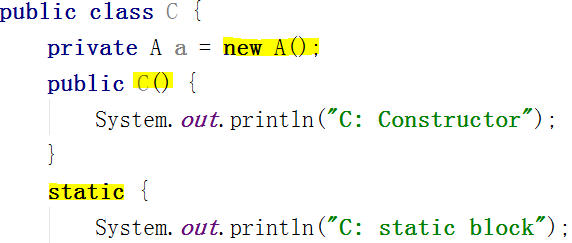 public class C {
private A a = new A();
public C() {
System.out.println("C: Constructor");
}
static {
System.out.println("C: static block");